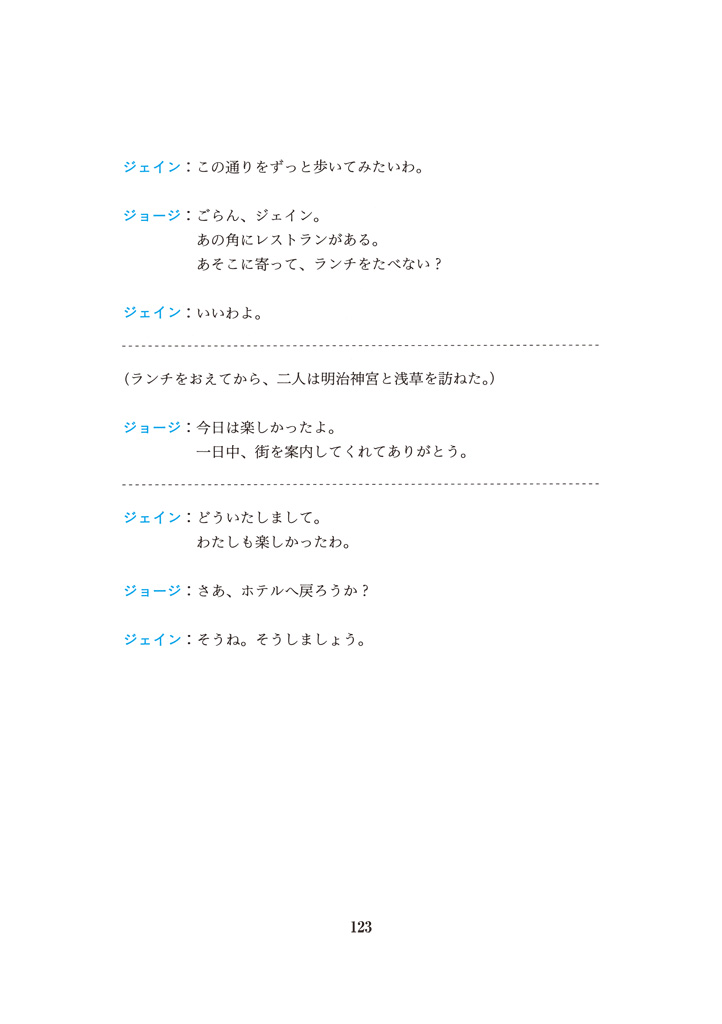 ジェイン：この通りをずっと歩いてみたいわ。
ジョージ：ごらん、ジェイン。
あの角にレストランがある。
あそこに寄って、ランチをたべない？
ジェイン：いいわよ。
（ランチをおえてから、二人は明治神宮と浅草を訪ねた。）
ジョージ：今日は楽しかったよ。
一日中、街を案内してくれてありがとう。
ジェイン：どういたしまして。
わたしも楽しかったわ。
ジョージ：さあ、ホテルへ戻ろうか？
ジェイン：そうね。そうしましょう。
123